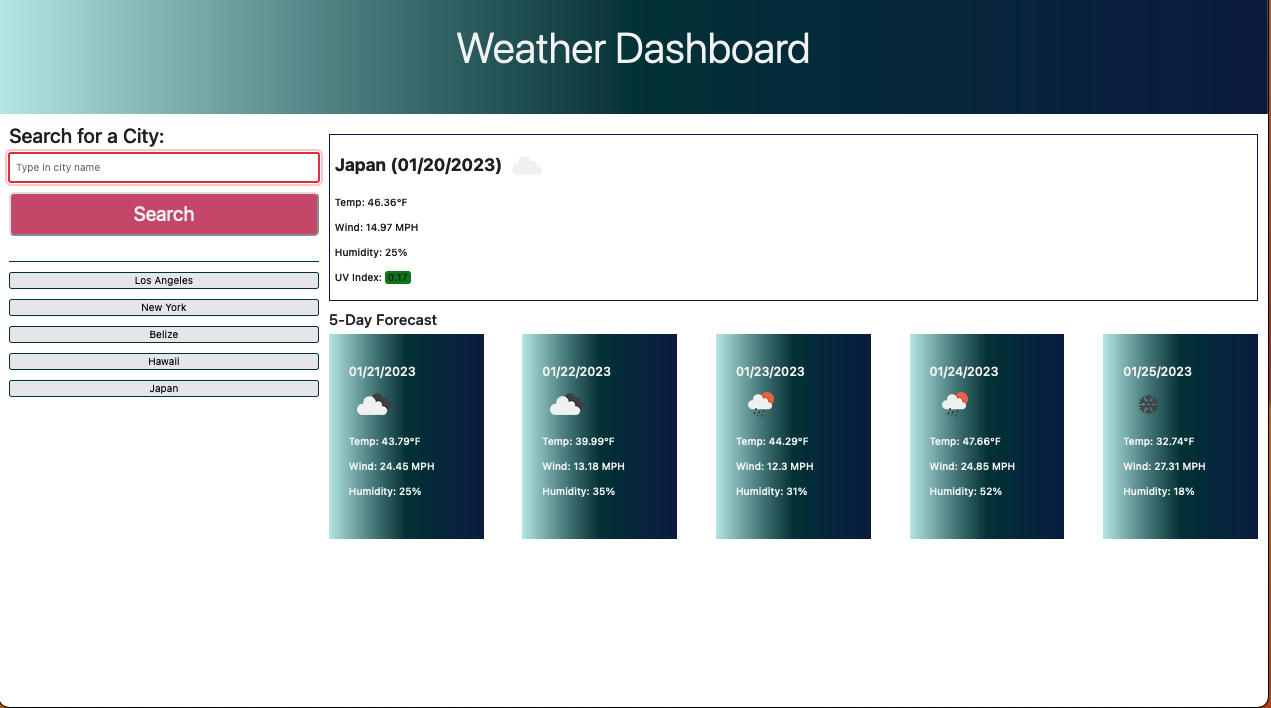 Weather Dashboard
Search for a City:
Type in city name
Search
Los Angeles
New York
Belize
Hawaii
Japan
Japan (01/20/2023)
Temp: 46.36°F
Wind: 14.97 MPH
Humidity: 25%
UV Index: 0.17
5-Day Forecast
01/21/2023
Temp: 43.79°F
Wind: 24.45 MPH
Humidity: 25%
01/22/2023
Temp: 39.99°F
Wind: 13.18 MPH
Humidity: 35%
01/23/2023
Temp: 44.29°F
Wind: 12.3 MPH
Humidity: 31%
01/24/2023
Temp: 47.66°F
Wind: 24.85 MPH
Humidity: 52%
01/25/2023
Temp: 32.74°F
Wind: 27.31 MPH
Humidity: 18%